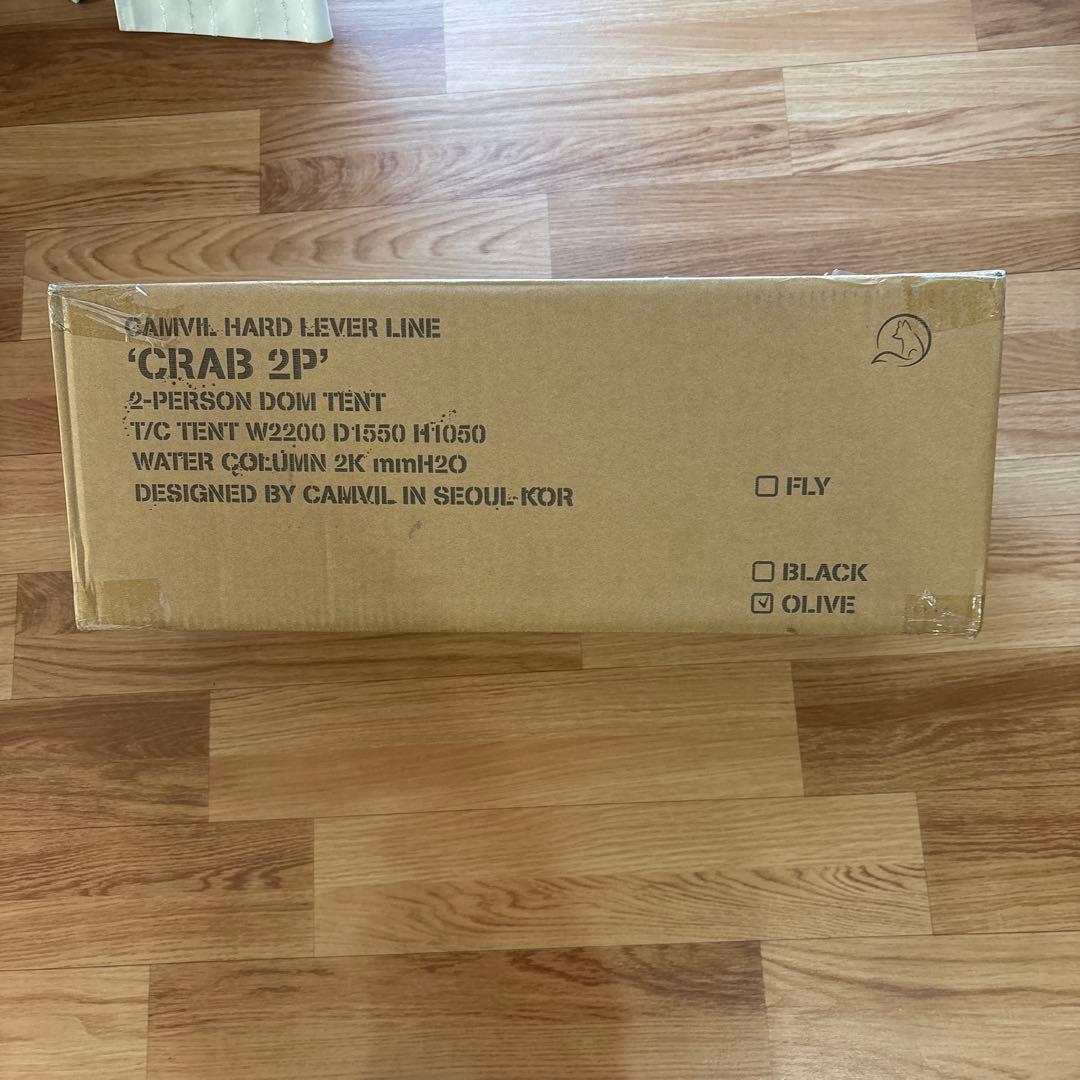 CAMVIL HARD LEVER LINE
‘CRAB 2P’
2-PERSON DOM TENT
T/C TENT W2200 D1550 H1050
WATER COLUMN 2K mmH2O
DESIGNED BY CAMVIL IN SEOUL-KOR
☐ FLY
☐ BLACK
☑ OLIVE